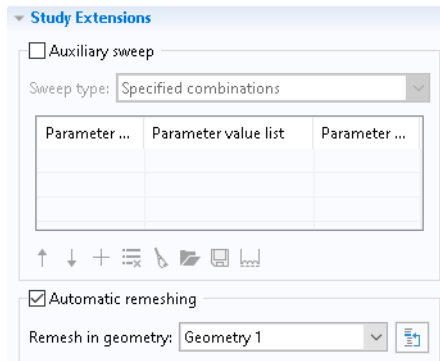 Study Extensions
Auxiliary sweep
Sweep type: Specified combinations
Parameter ... Parameter value list Parameter ...
Automatic remeshing
Remesh in geometry: Geometry 1